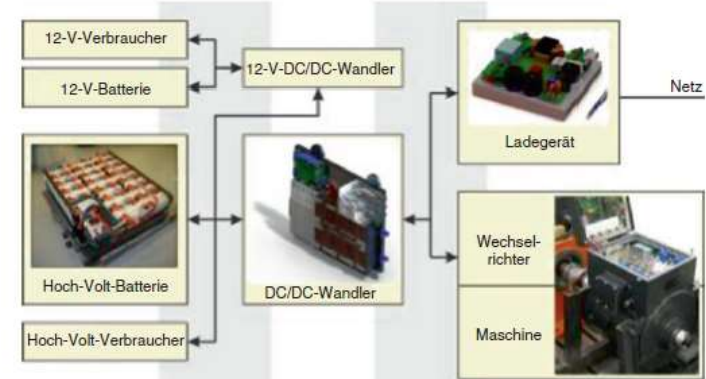 12-V-Verbraucher
12-V-Batterie
12-V-DC/DC-Wandler
Netz
Ladegerät
Hoch-Volt-Batterie
DC/DC-Wandler
Wechsel-
richter
Hoch-Volt-Verbraucher
Maschine